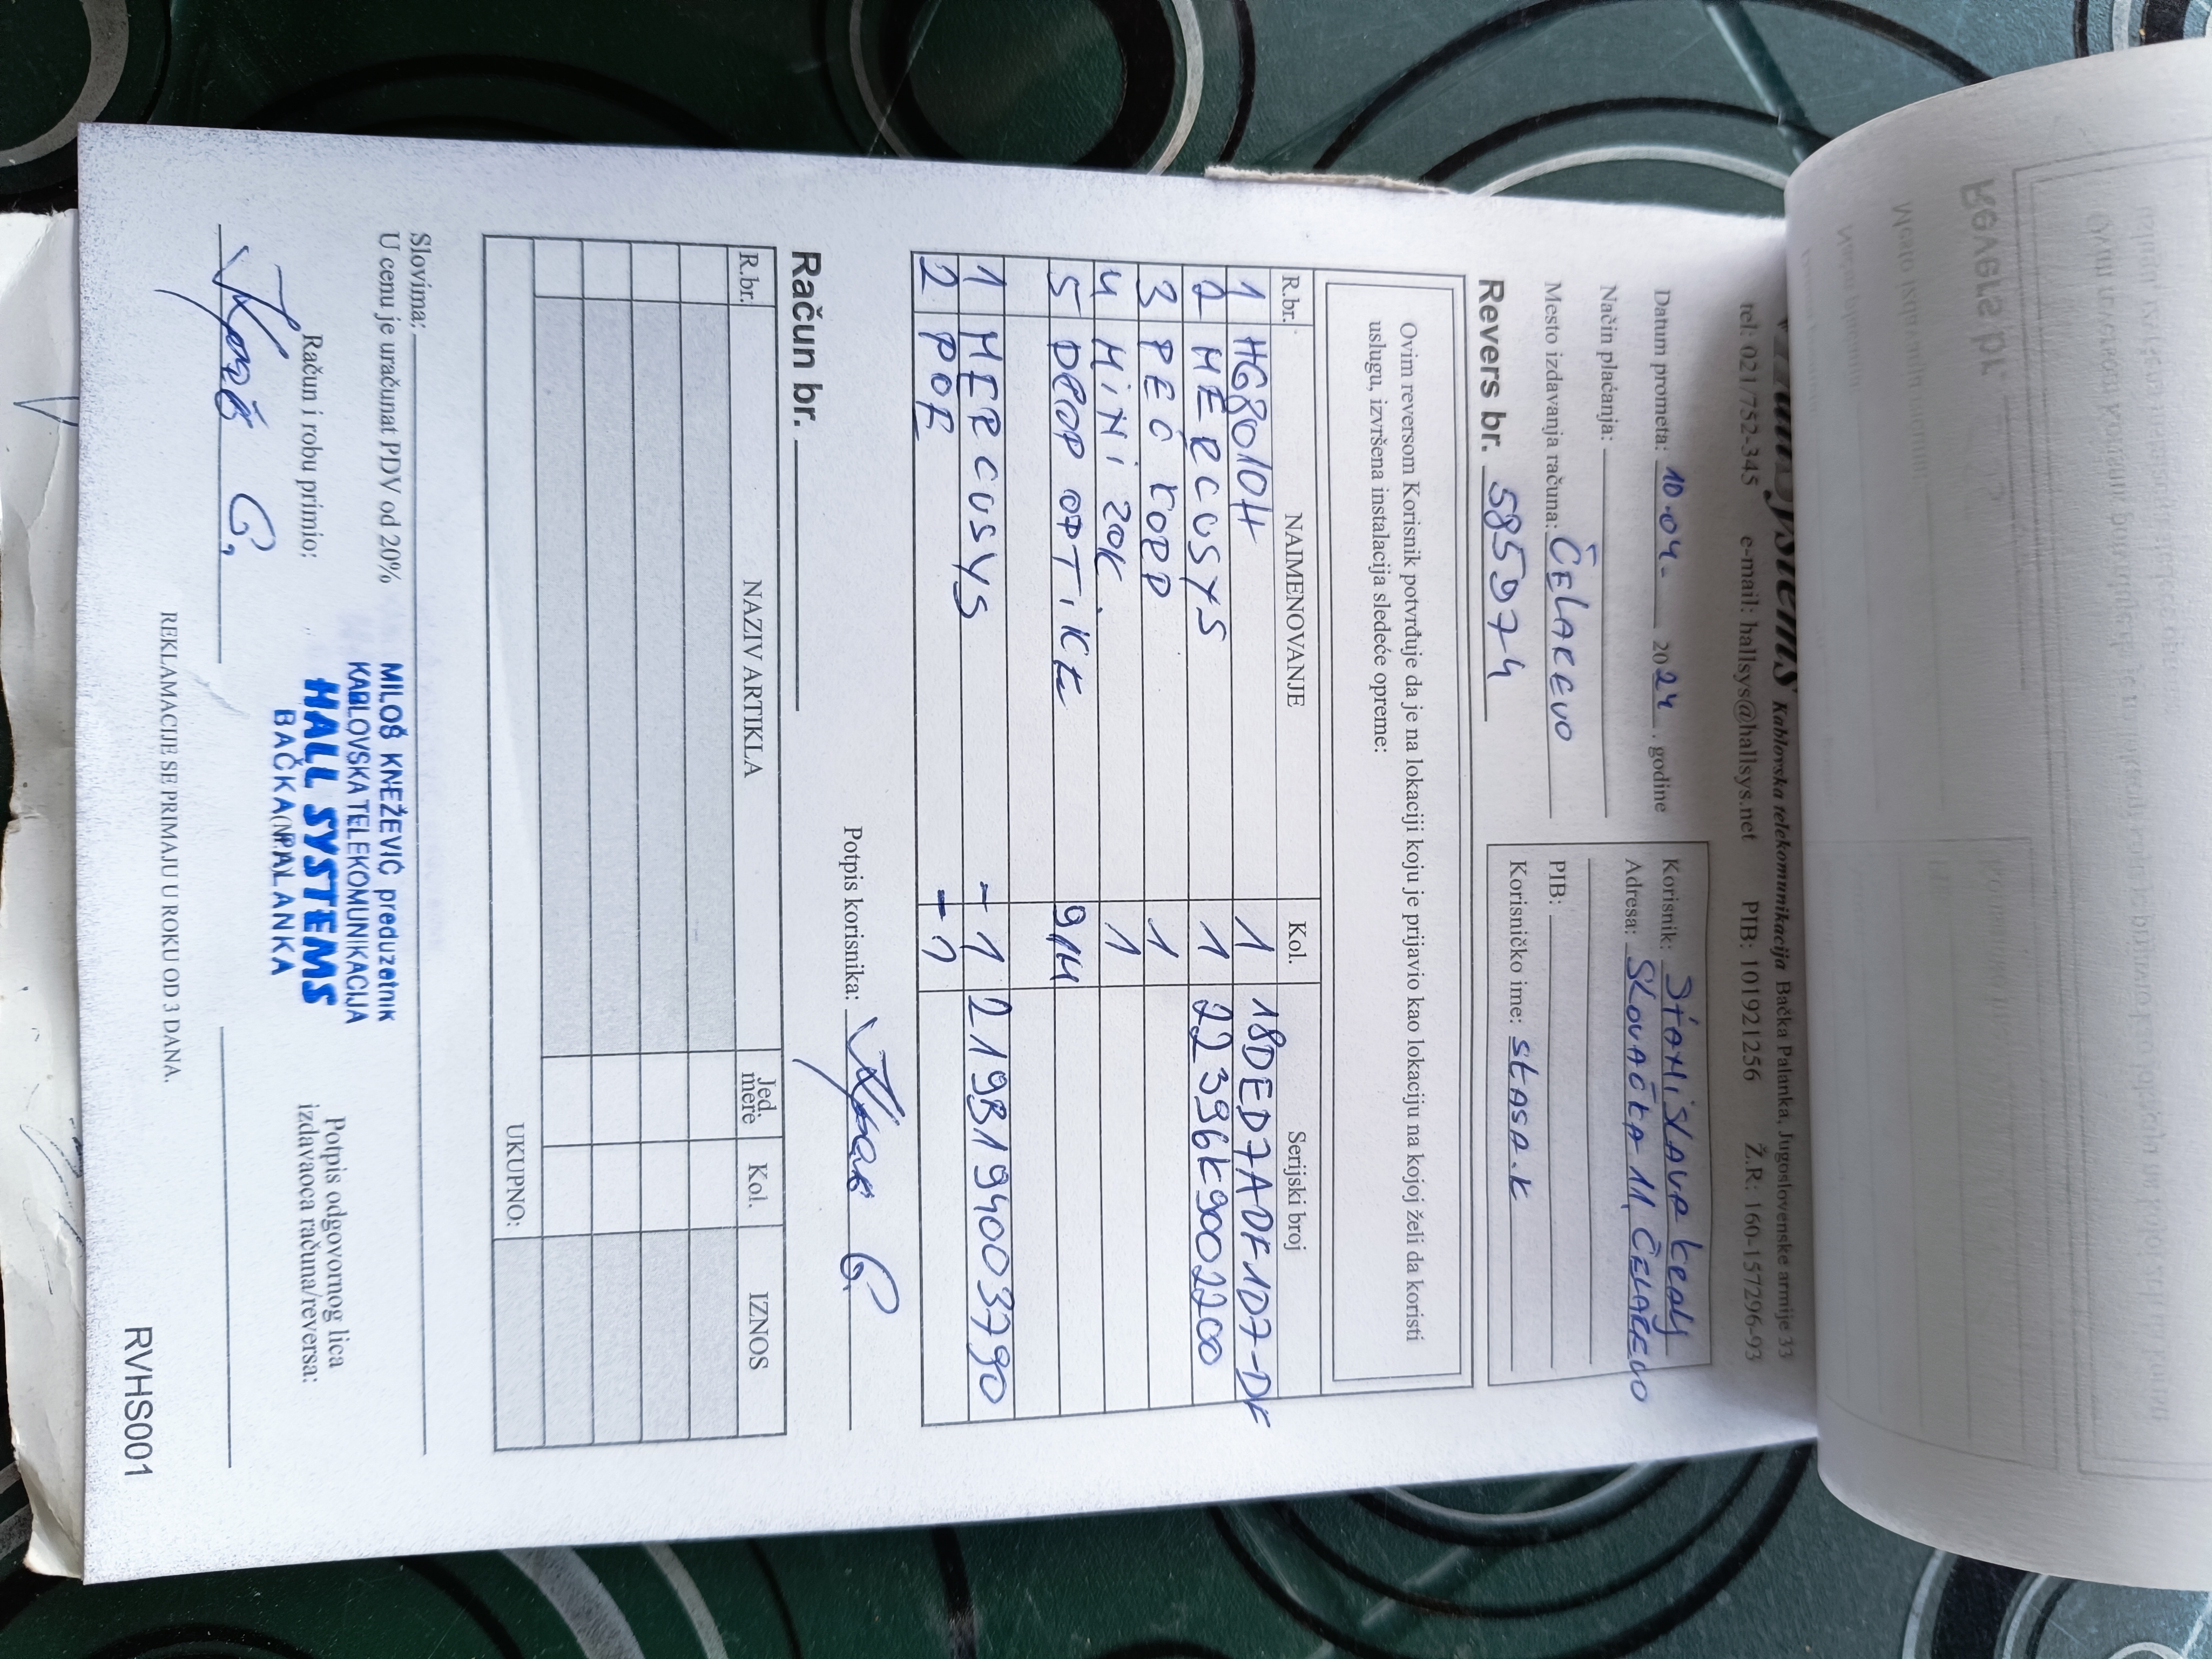 Hall Systems Kablovska telekomunikacija Bačka Palanka, Jugoslovenske armije 33
tel: 021/752-345 e-mail: hallsys@hallsys.net PIB: 101921256 Ž.R: 160-157296-93
Datum prometa: 10.04. 2024. godine
Način plaćanja:
Mesto izdavanja računa: ČELAREVO
Korisnik: STANISLAVA
Adresa: SLOVAČKA 11, ČELAREVO
PIB:
Korisničko ime: STASA.K
Revers br. 585074
Ovim reversom Korisnik potvrđuje da je na lokaciji koju je prijavio kao lokaciju na kojoj želi da koristi
uslugu, izvršena instalacija sledeće opreme:
R.br. NAIMENOVANJE Kol. Serijski broj
1 HG8010H 1 18DED7ADF1D7-DF
2 MERCUSYS 1 22396K9002200
3 PEČ KOPD 1
4 MINI ZOK 1
5 DROP OPTIKE 91M
1 MERCUSYS -1 219B194003790
2 POE -1
Potpis korisnika:
Račun br.
R.br. NAZIV ARTIKLA Jed. mere Kol. IZNOS
UKUPNO:
Slovima:
U cenu je uračunat PDV od 20%
Račun i robu primio:
MILOŠ KNEŽEVIĆ preduzetnik
KABLOVSKA TELEKOMUNIKACIJA
HALL SYSTEMS
BAČKA (M.P.) PALANKA
Potpis odgovornog lica
izdavaoca računa/reversa:
REKLAMACIJE SE PRIMAJU U ROKU OD 3 DANA.
RVHS001